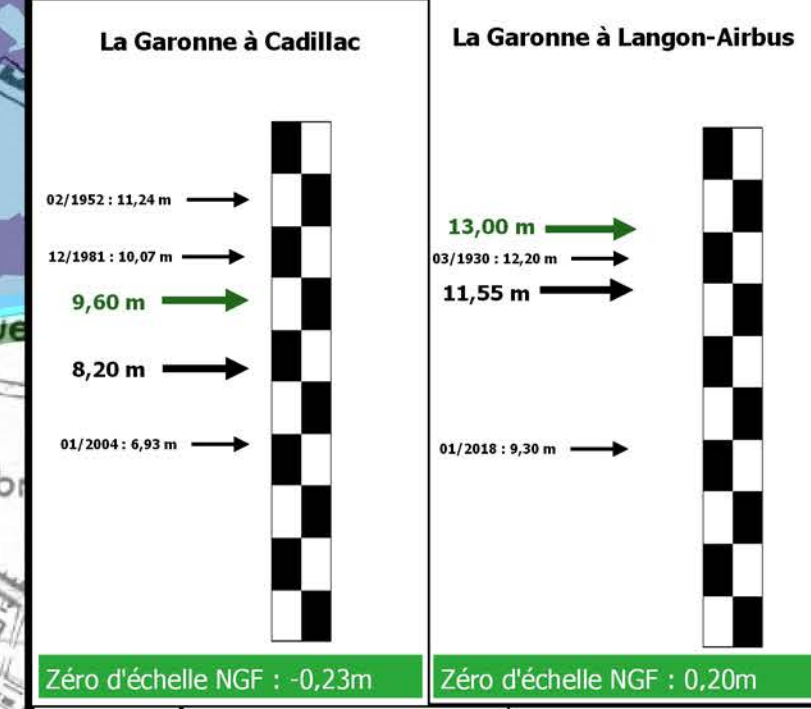 La Garonne à Cadillac
02/1952 : 11,24 m
12/1981 : 10,07 m
9,60 m
8,20 m
01/2004 : 6,93 m
Zéro d'échelle NGF : -0,23m
La Garonne à Langon-Airbus
13,00 m
03/1930 : 12,20 m
11,55 m
01/2018 : 9,30 m
Zéro d'échelle NGF : 0,20m